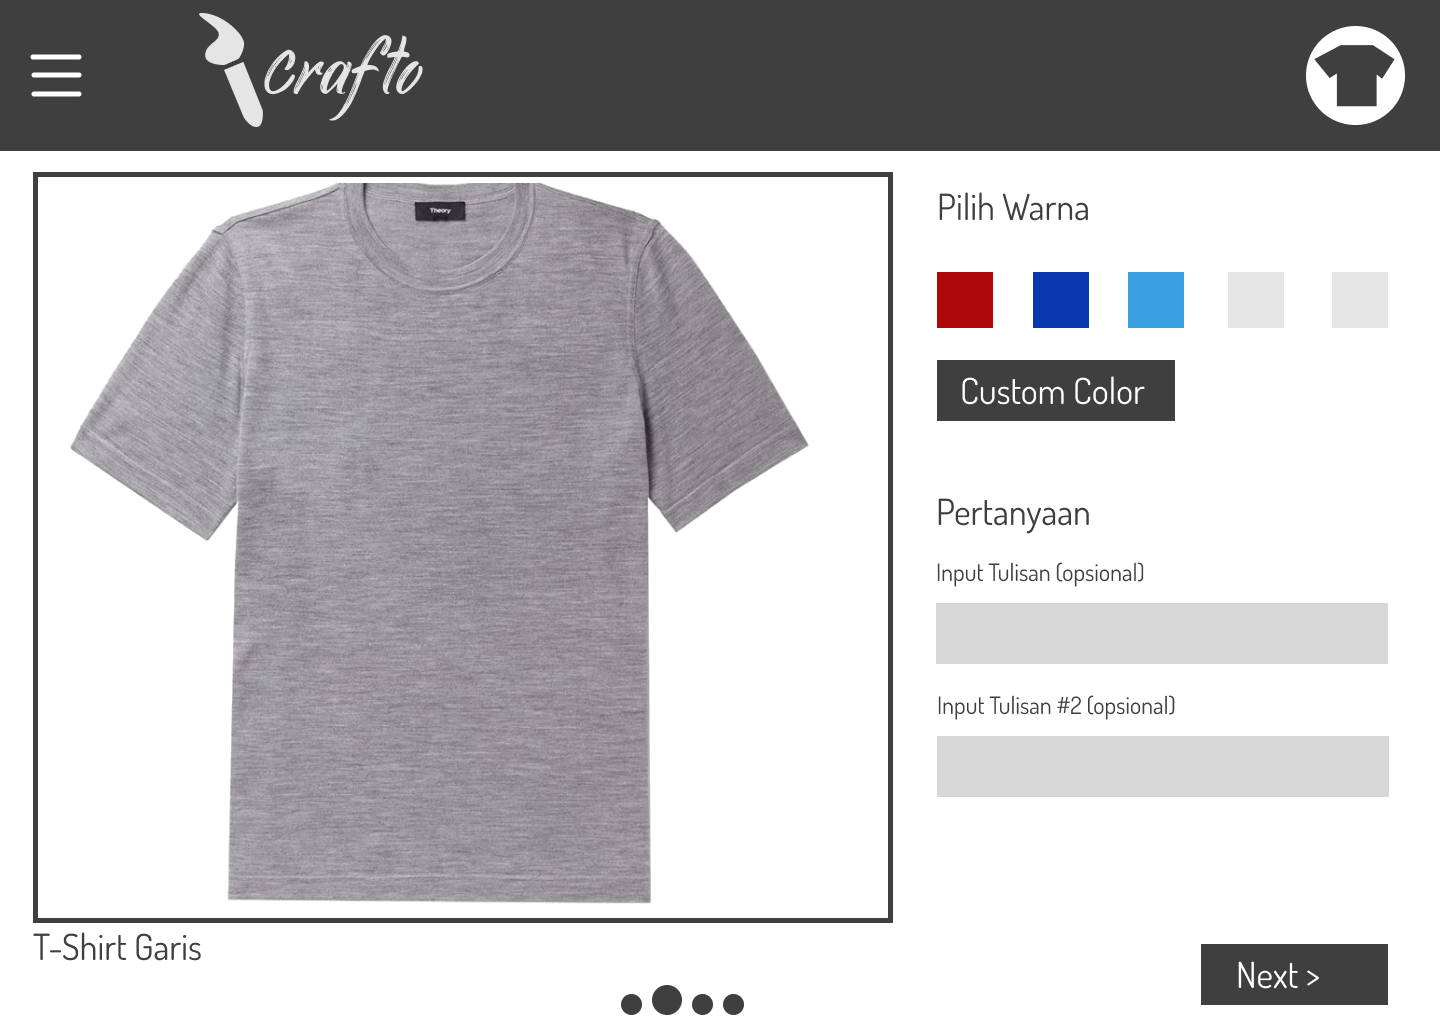 Crafto
Theory
Pilih Warna
Custom Color
Pertanyaan
Input Tulisan (opsional)
Input Tulisan #2 (opsional)
T-Shirt Garis
Next >